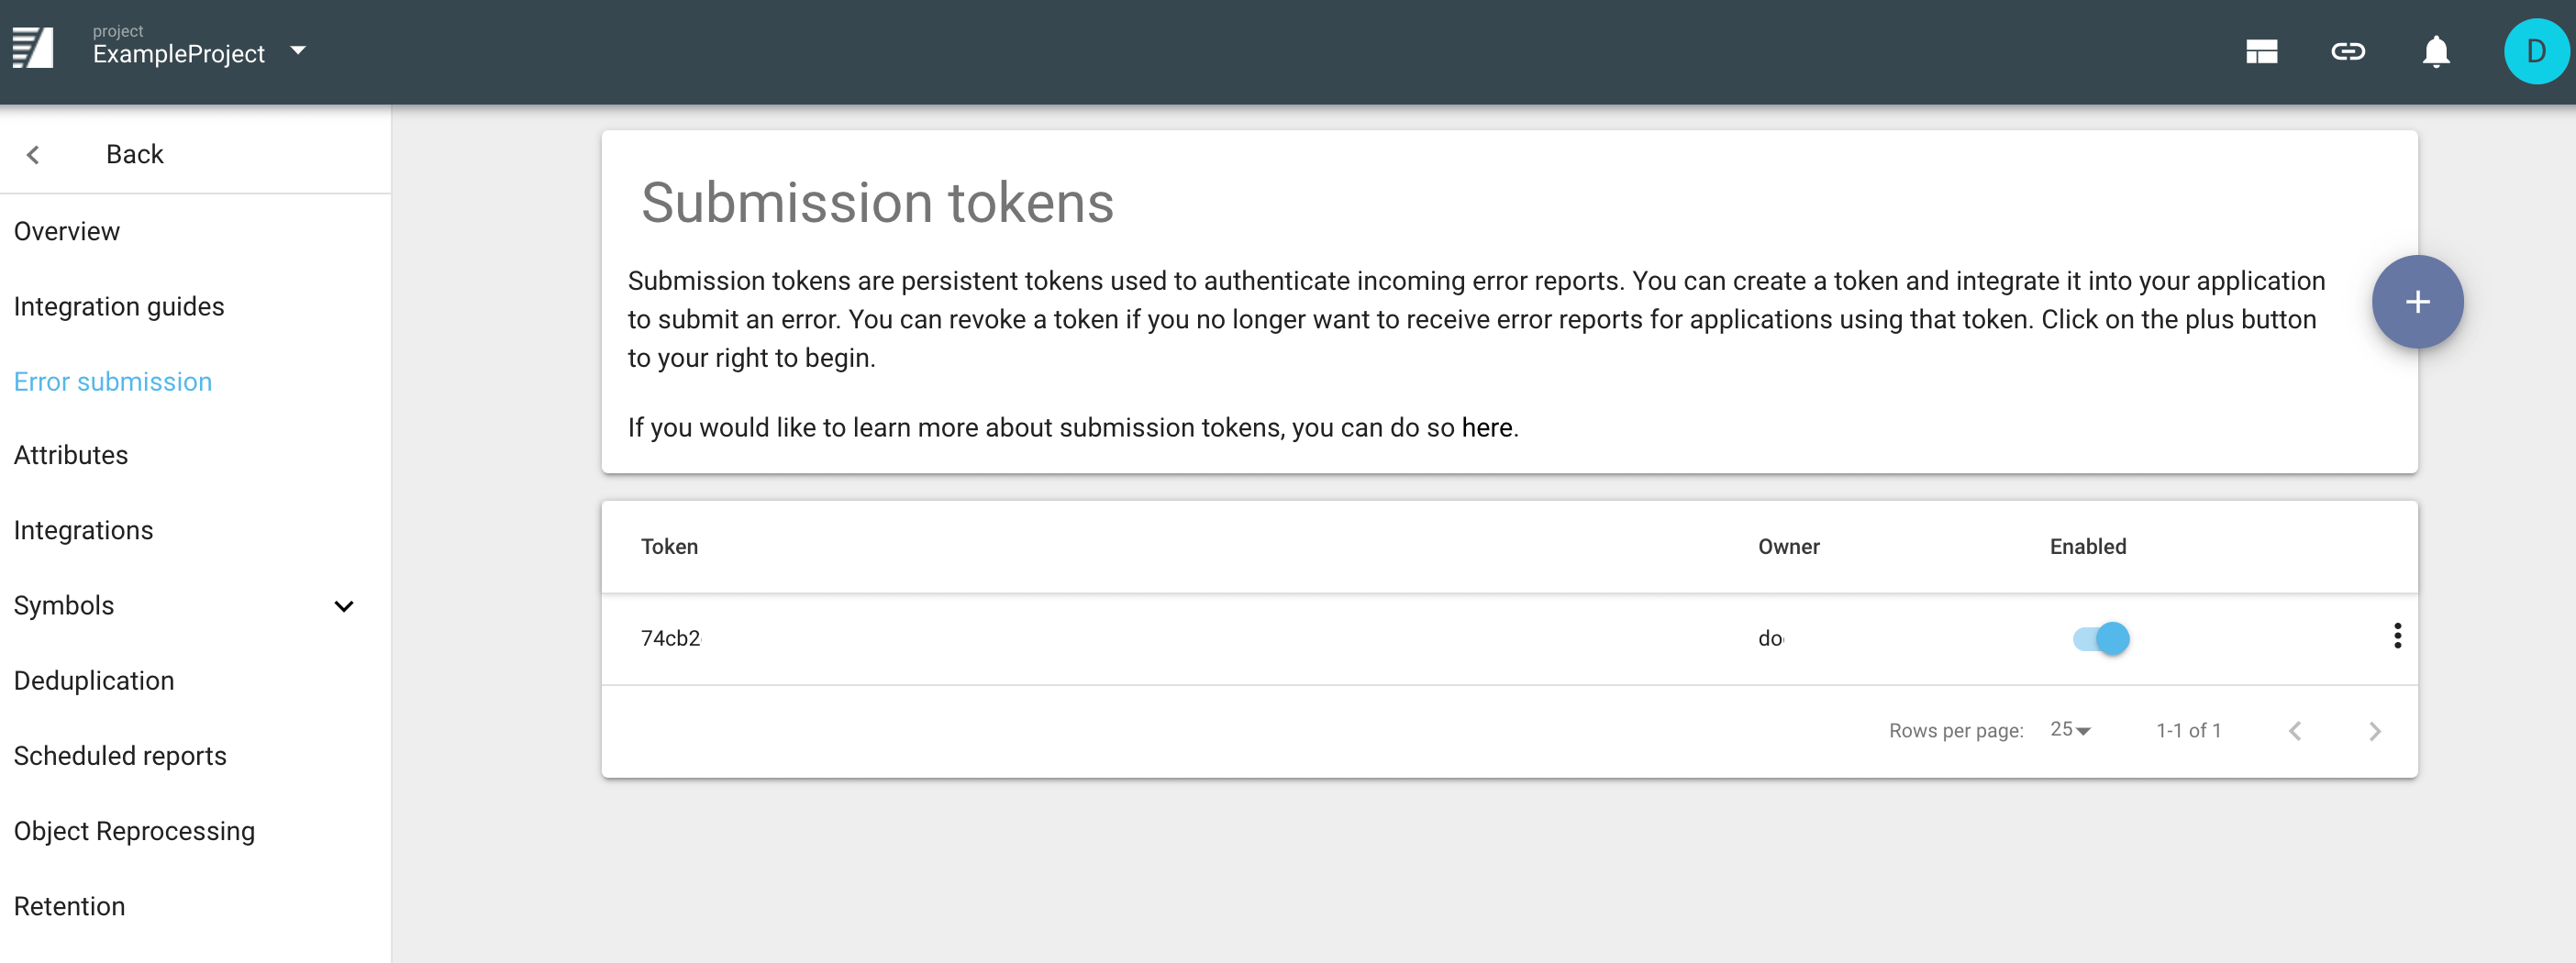 project
ExampleProject
D
Back
Overview
Integration guides
Error submission
Attributes
Integrations
Symbols
Deduplication
Scheduled reports
Object Reprocessing
Retention
Submission tokens
Submission tokens are persistent tokens used to authenticate incoming error reports. You can create a token and integrate it into your application
to submit an error. You can revoke a token if you no longer want to receive error reports for applications using that token. Click on the plus button
to your right to begin.
If you would like to learn more about submission tokens, you can do so here.
Token Owner Enabled
74cb2 do
Rows per page: 25 1-1 of 1